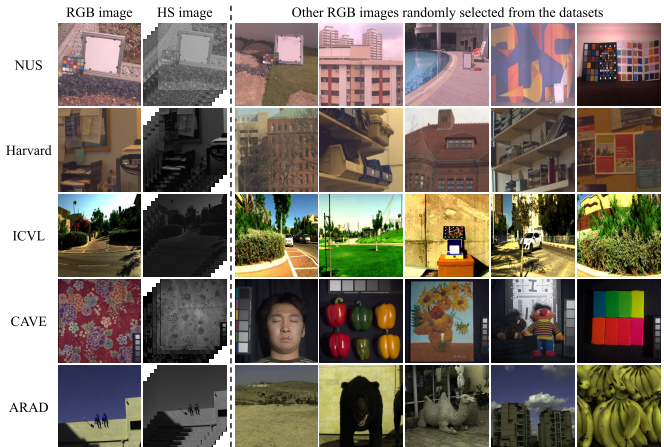 RGB image
HS image
Other RGB images randomly selected from the datasets
NUS
Harvard
ICVL
CAVE
ARAD